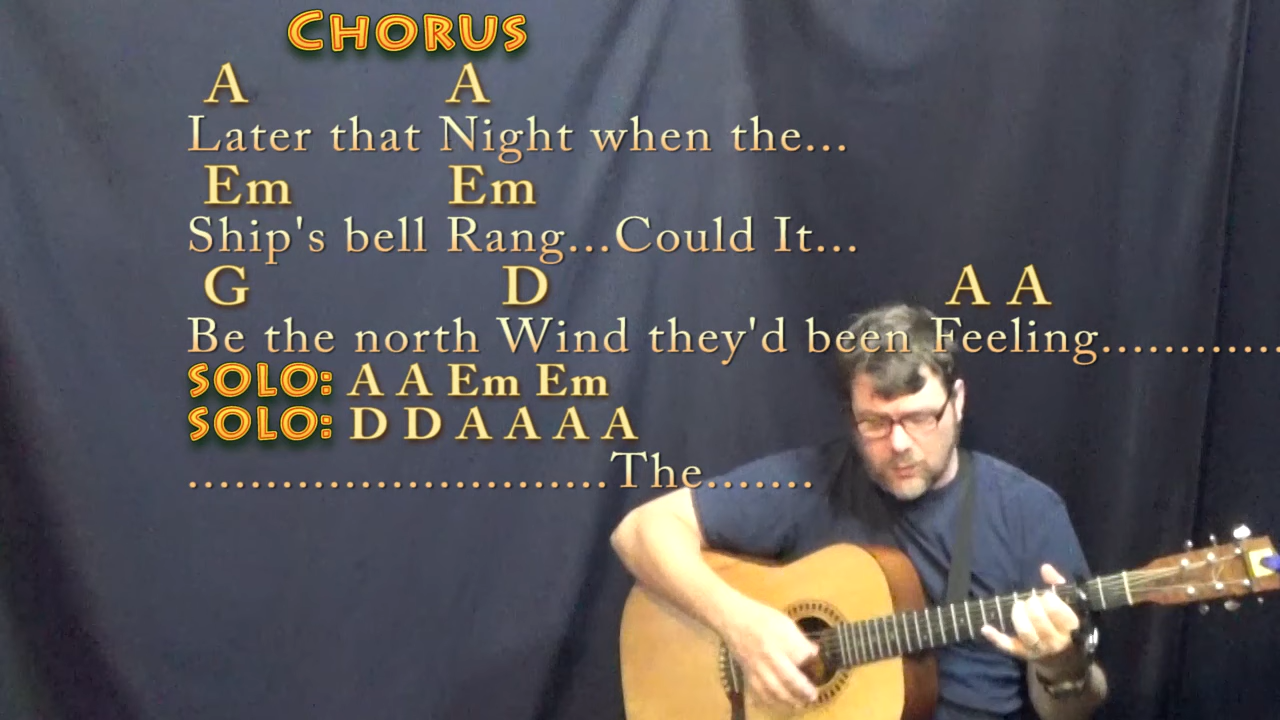 CHORUS
A A
Later that Night when the...
Em Em
Ship's bell Rang...Could It...
G D A A
Be the north Wind they'd been Feeling............
SOLO: A A Em Em
SOLO: D D A A A A
...........................The.......